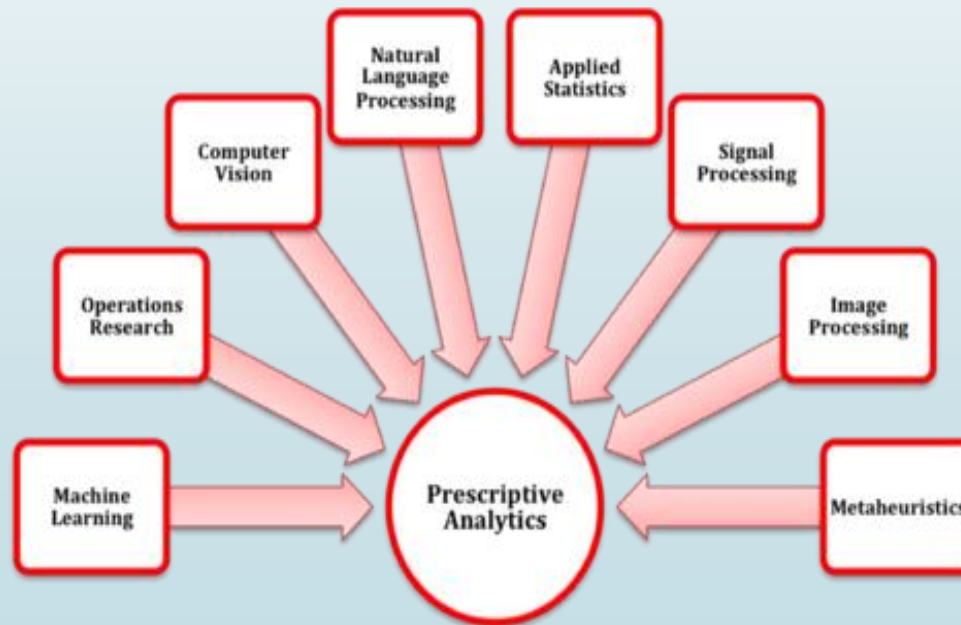 Natural
Language
Processing
Applied
Statistics
Computer
Vision
Signal
Processing
Operations
Research
Image
Processing
Machine
Learning
Prescriptive
Analytics
Metaheuristics